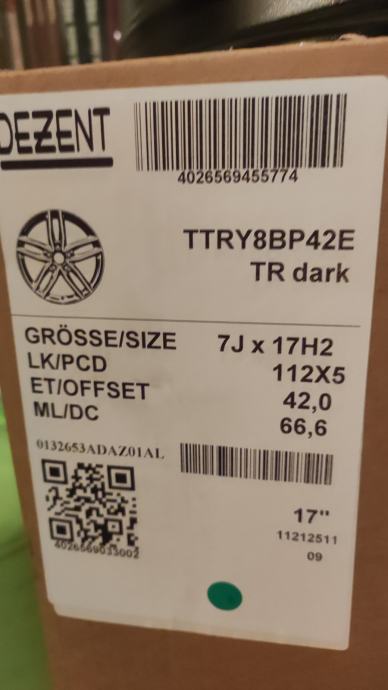 DEZENT
4026569455774
TTRY8BP42E
TR dark
GRÖSSE/SIZE 7J x 17H2
LK/PCD 112X5
ET/OFFSET 42,0
ML/DC 66,6
0132653ADAZ01AL
4026569033002
17"
11212511
09